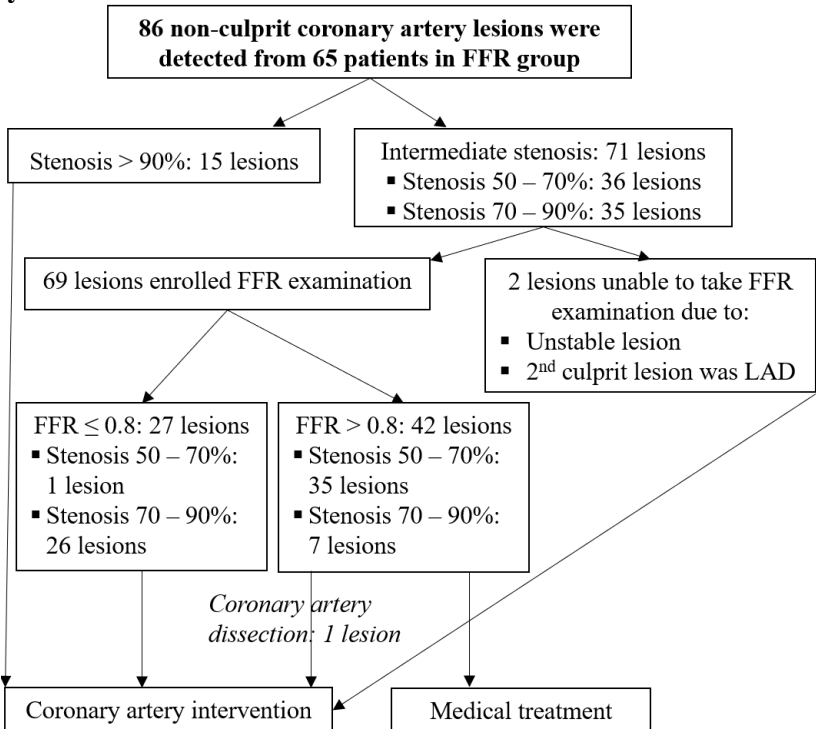 86 non-culprit coronary artery lesions were
detected from 65 patients in FFR group
Stenosis > 90%: 15 lesions
Intermediate stenosis: 71 lesions
▪ Stenosis 50 – 70%: 36 lesions
▪ Stenosis 70 – 90%: 35 lesions
69 lesions enrolled FFR examination
2 lesions unable to take FFR
examination due to:
▪ Unstable lesion
▪ 2nd culprit lesion was LAD
FFR ≤ 0.8: 27 lesions
▪ Stenosis 50 – 70%:
1 lesion
▪ Stenosis 70 – 90%:
26 lesions
FFR > 0.8: 42 lesions
▪ Stenosis 50 – 70%:
35 lesions
▪ Stenosis 70 – 90%:
7 lesions
Coronary artery
dissection: 1 lesion
Coronary artery intervention
Medical treatment